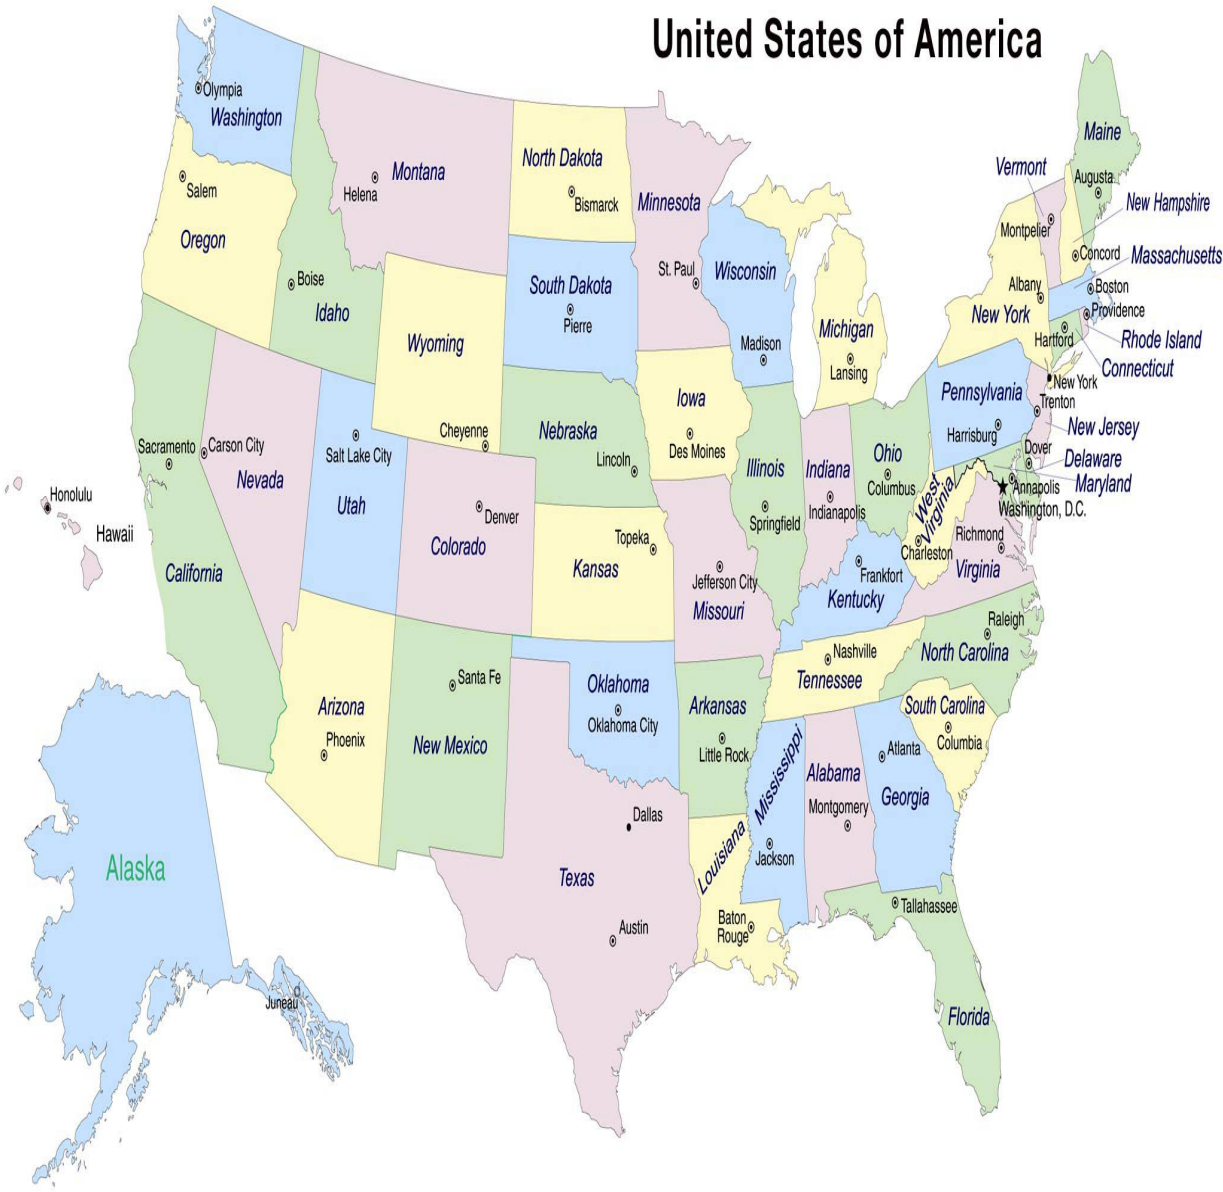 United States of America
Olympia
Washington
Salem
Oregon
Helena
Montana
Boise
Idaho
North Dakota
Bismarck
South Dakota
Pierre
Minnesota
St. Paul
Wisconsin
Madison
Michigan
Lansing
Maine
Augusta
Vermont
Montpelier
New Hampshire
Concord
Massachusetts
Boston
Albany
New York
Providence
Rhode Island
Hartford
Connecticut
New York
Wyoming
Cheyenne
Nebraska
Lincoln
Iowa
Des Moines
Illinois
Springfield
Indiana
Indianapolis
Ohio
Columbus
Pennsylvania
Harrisburg
Trenton
New Jersey
Dover
Delaware
Maryland
Annapolis
Washington, D.C.
West
Virginia
Charleston
Richmond
Virginia
Sacramento
Carson City
Nevada
California
Salt Lake City
Utah
Denver
Colorado
Topeka
Kansas
Jefferson City
Missouri
Frankfort
Kentucky
Honolulu
Hawaii
Nashville
Tennessee
Raleigh
North Carolina
South Carolina
Columbia
Arizona
Phoenix
Santa Fe
New Mexico
Oklahoma
Oklahoma City
Arkansas
Little Rock
Mississippi
Jackson
Alabama
Montgomery
Atlanta
Georgia
Dallas
Texas
Austin
Louisiana
Baton
Rouge
Tallahassee
Florida
Alaska
Juneau